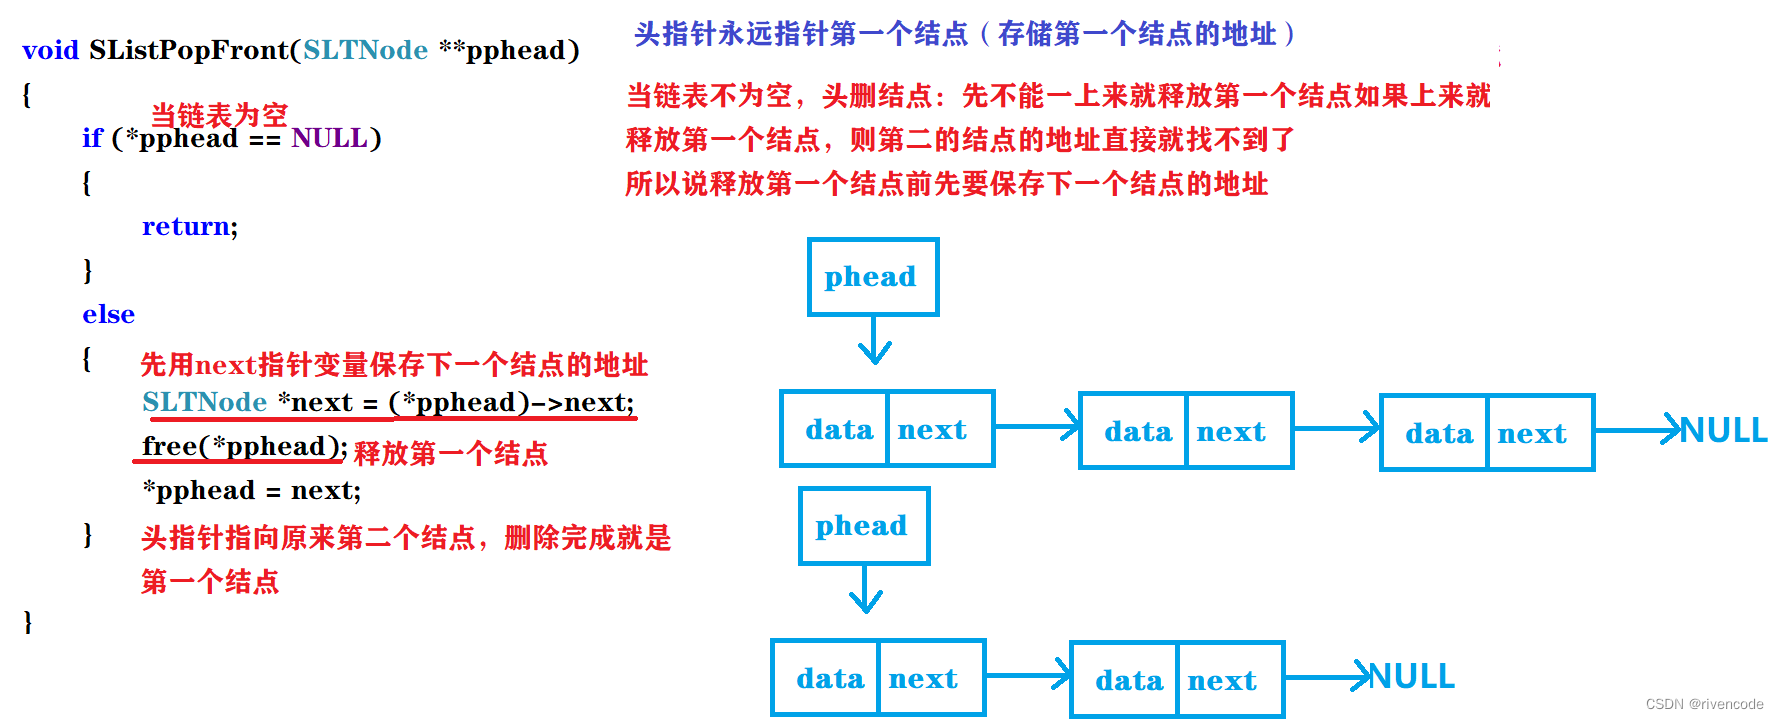 void SListPopFront(SLTNode **pphead)
{
当链表为空
if (*pphead == NULL)
{
return;
}
else
{
先用next指针变量保存下一个结点的地址
SLTNode *next = (*pphead)->next;
free(*pphead);
释放第一个结点
*pphead = next;
}
头指针指向原来第二个结点，删除完成就是
第一个结点
}
头指针永远指针第一个结点（存储第一个结点的地址）
当链表不为空，头删结点：先不能一上来就释放第一个结点如果上来就
释放第一个结点，则第二的结点的地址直接就找不到了
所以说释放第一个结点前先要保存下一个结点的地址
phead
data next data next data next NULL
phead
data next data next NULL
CSDN @rivencode